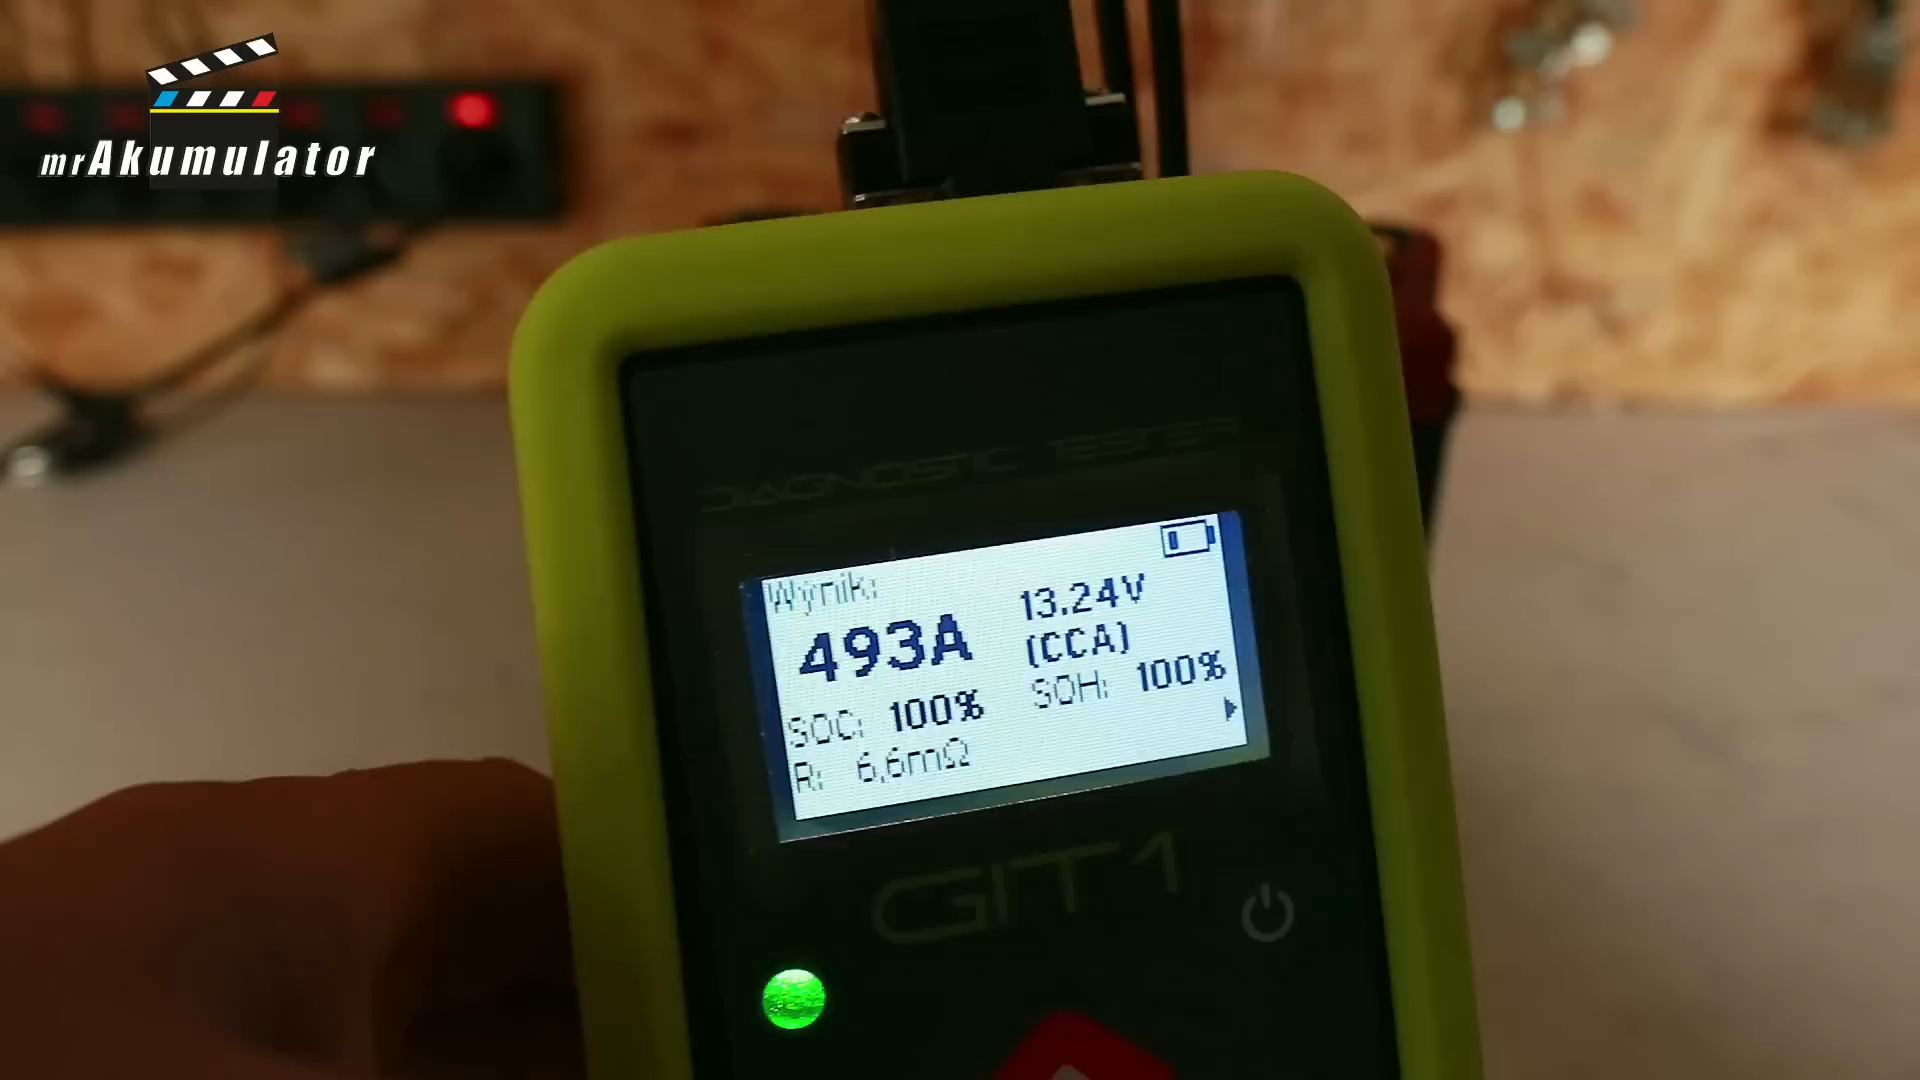 mrAkumulator
DIAGNOSTIC TESTER
Wynik:
493A
13.24V
(CCA)
SOC: 100%
SOH: 100%
R: 6,6mΩ
GIT1